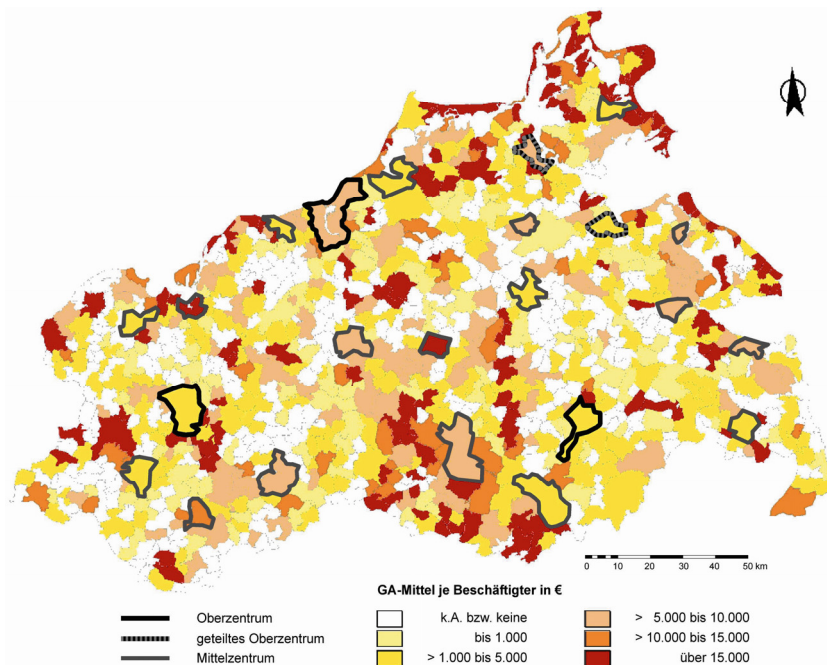 0 10 20 30 40 50 km
GA-Mittel je Beschäftigter in €
Oberzentrum
geteiltes Oberzentrum
Mittelzentrum
k.A. bzw. keine
bis 1.000
> 1.000 bis 5.000
> 5.000 bis 10.000
> 10.000 bis 15.000
über 15.000